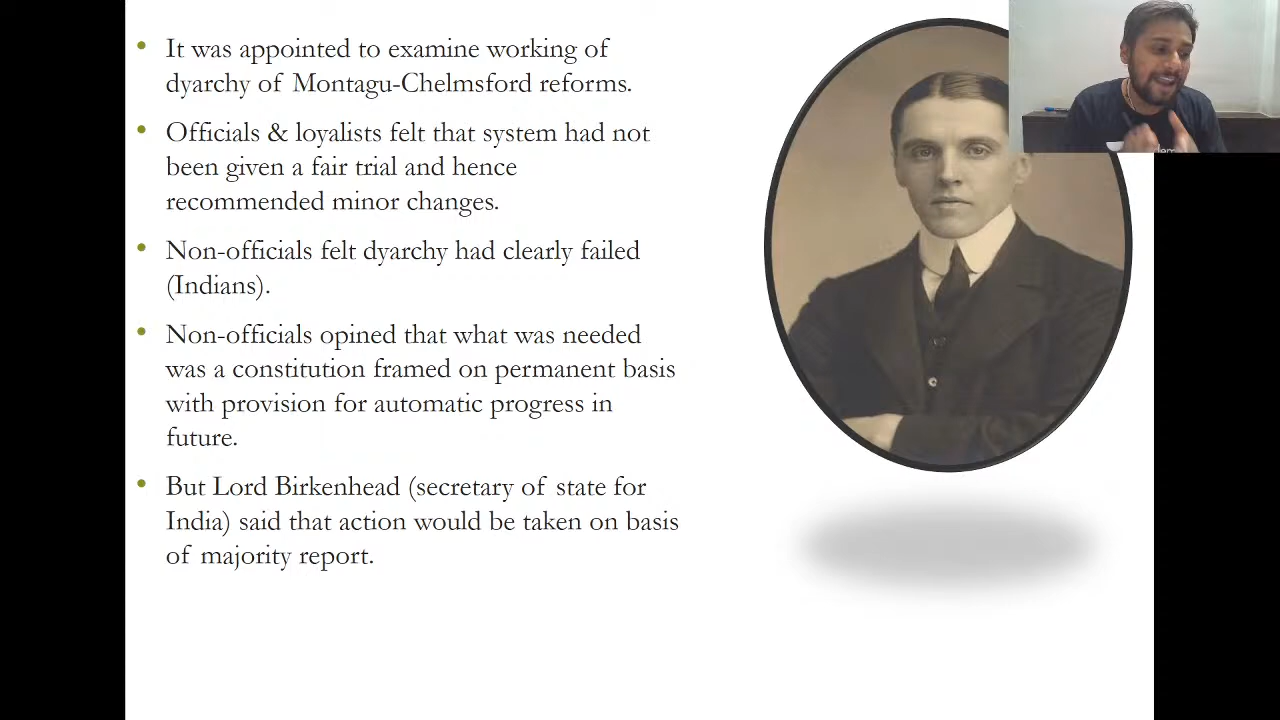 It was appointed to examine working of
dyarchy of Montagu-Chelmsford reforms.
Officials & loyalists felt that system had not
been given a fair trial and hence
recommended minor changes.
Non-officials felt dyarchy had clearly failed
(Indians).
Non-officials opined that what was needed
was a constitution framed on permanent basis
with provision for automatic progress in
future.
But Lord Birkenhead (secretary of state for
India) said that action would be taken on basis
of majority report.